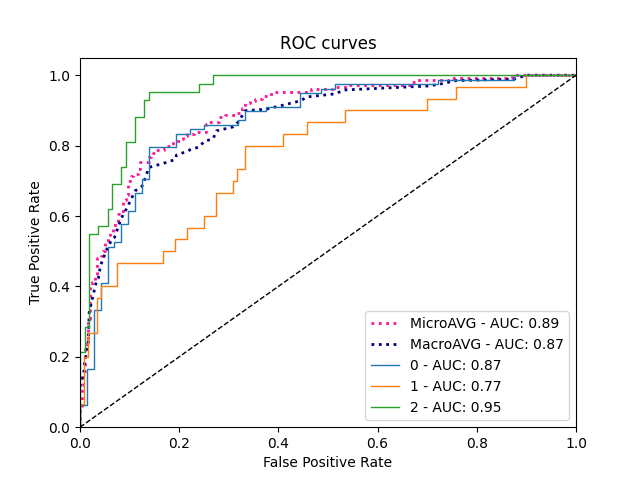 ROC curves
True Positive Rate
1.0
0.8
0.6
0.4
0.2
0.0
MicroAVG - AUC: 0.89
MacroAVG - AUC: 0.87
0 - AUC: 0.87
1 - AUC: 0.77
2 - AUC: 0.95
0.0 0.2 0.4 0.6 0.8 1.0
False Positive Rate